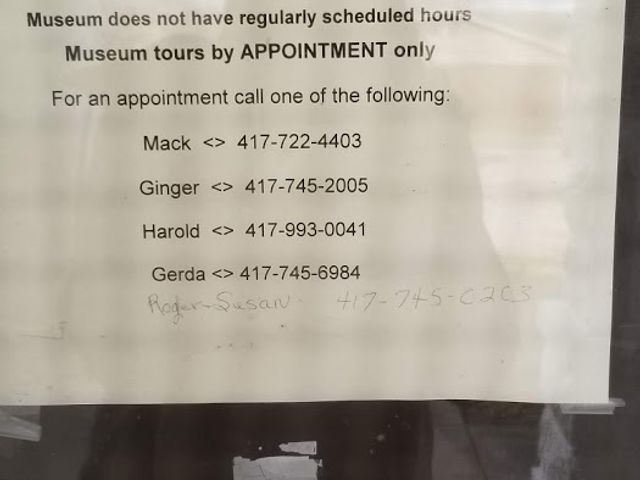 Museum does not have regularly scheduled hours
Museum tours by APPOINTMENT only
For an appointment call one of the following:
Mack <> 417-722-4403
Ginger <> 417-745-2005
Harold <> 417-993-0041
Gerda <> 417-745-6984
Roger+Susan 417-745-